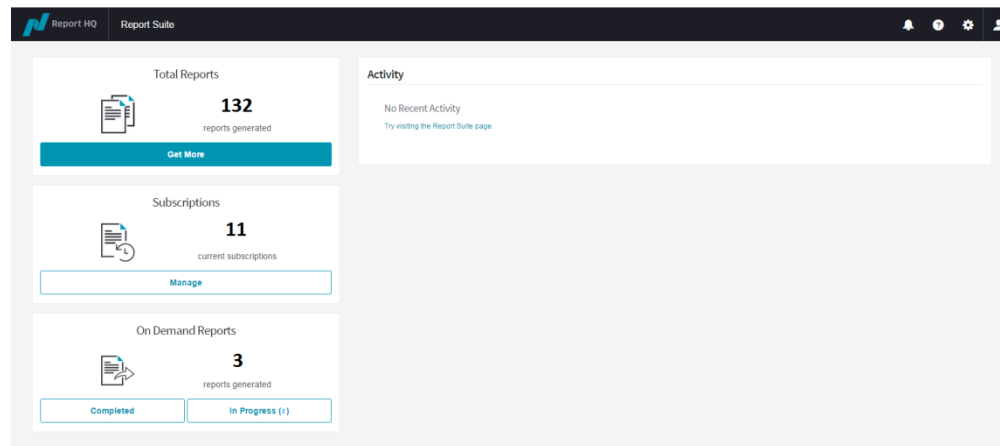 Report HQ Report Suite
Total Reports
132
reports generated
Get More
Subscriptions
11
current subscriptions
Manage
On Demand Reports
3
reports generated
Completed In Progress (2)
Activity
No Recent Activity
Try visiting the Report Suite page